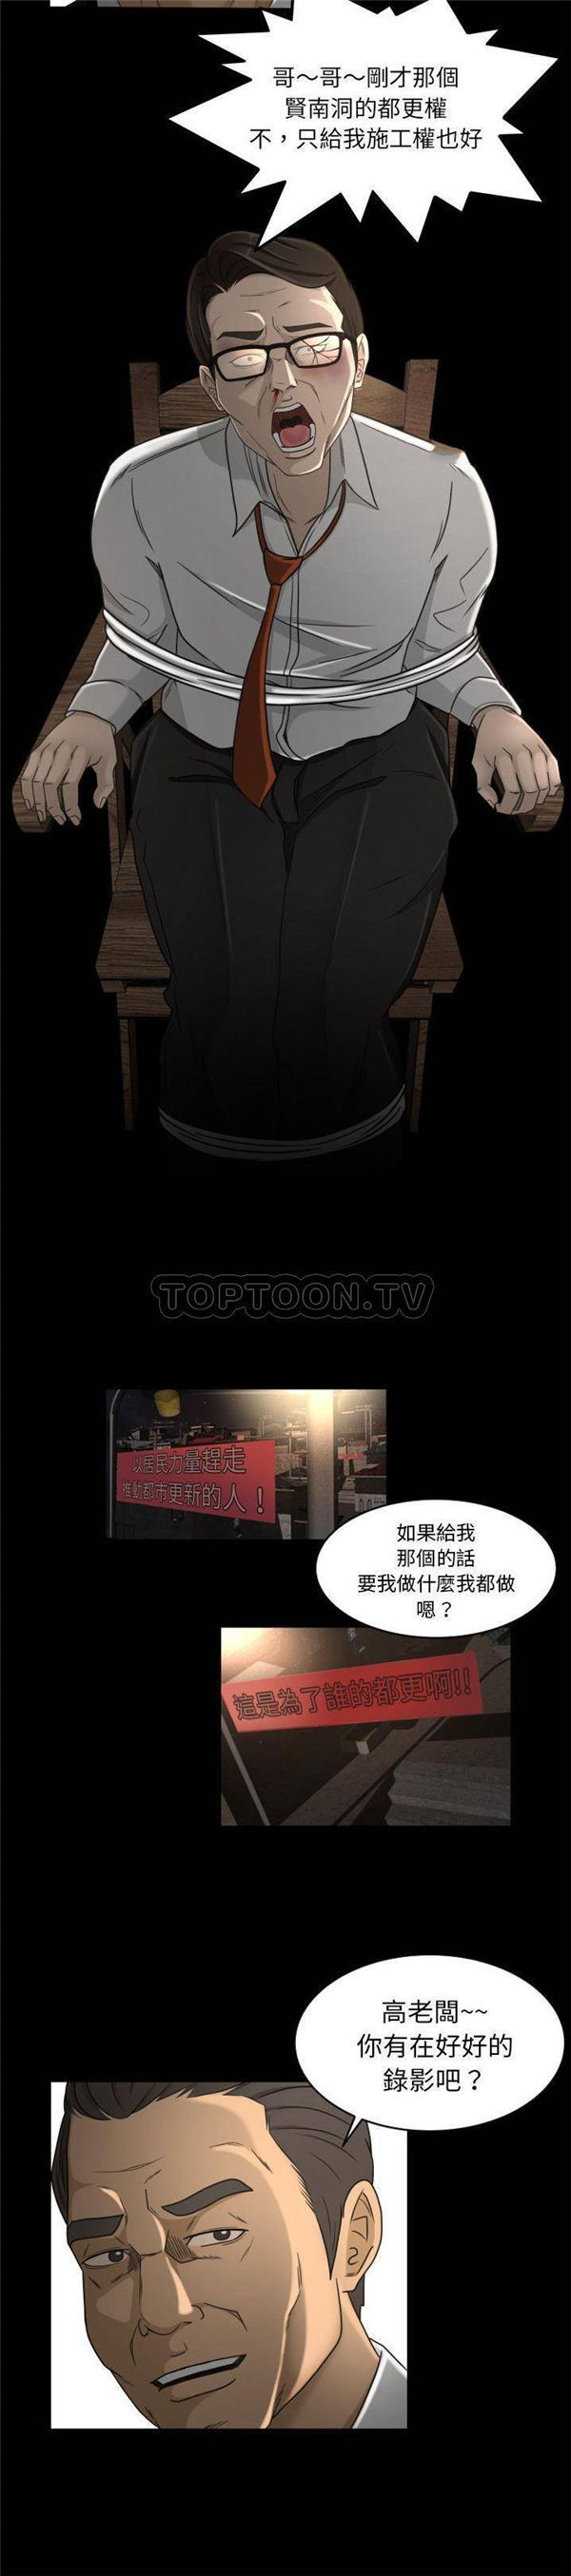 哥～哥～剛才那個
賢南洞的都更權
不，只給我施工權也好
TOPTOON.TV
以居民力量趕走
推動都市更新的人！
如果給我
那個的話
要我做什麼我都做
嗯？
這是為了誰的都更啊!!
高老闆~~
你有在好好的
錄影吧？